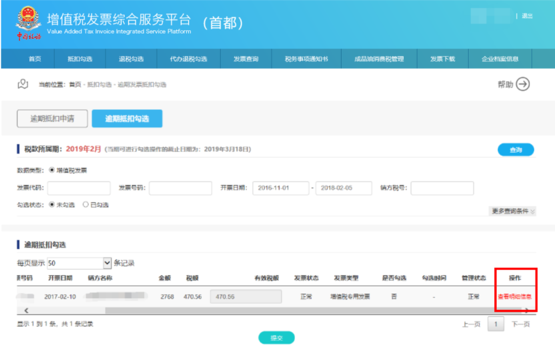 增值税发票综合服务平台 （首都）
Value Added Tax Invoice Integrated Service Platform
| 退出
首页 抵扣勾选 退税勾选 代办退税勾选 发票查询 税务事项通知书 成品油消费税管理 发票下载 企业档案信息
当前位置：首页 - 抵扣勾选 - 逾期发票抵扣勾选
帮助
逾期抵扣申请 逾期抵扣勾选
税款所属期：2019年2月 （当前可进行勾选操作的截止日期为：2019年3月18日）
查询
数据类型： 增值税发票
发票代码： 发票号码： 开票日期： 2016-11-01 - 2018-02-05 销方税号：
勾选状态： 未勾选 已勾选
更多查询条件
逾期抵扣勾选
每页显示 50 条记录
票号码 开票日期 销方名称 金额 税额 有效税额 发票状态 发票类型 是否勾选 勾选时间 管理状态 操作
2017-02-10 2768 470.56 470.56 正常 增值税专用发票 否 - 正常 查看明细信息
显示 1 到 1 条，共 1 条记录
上一页 1 下一页
提交